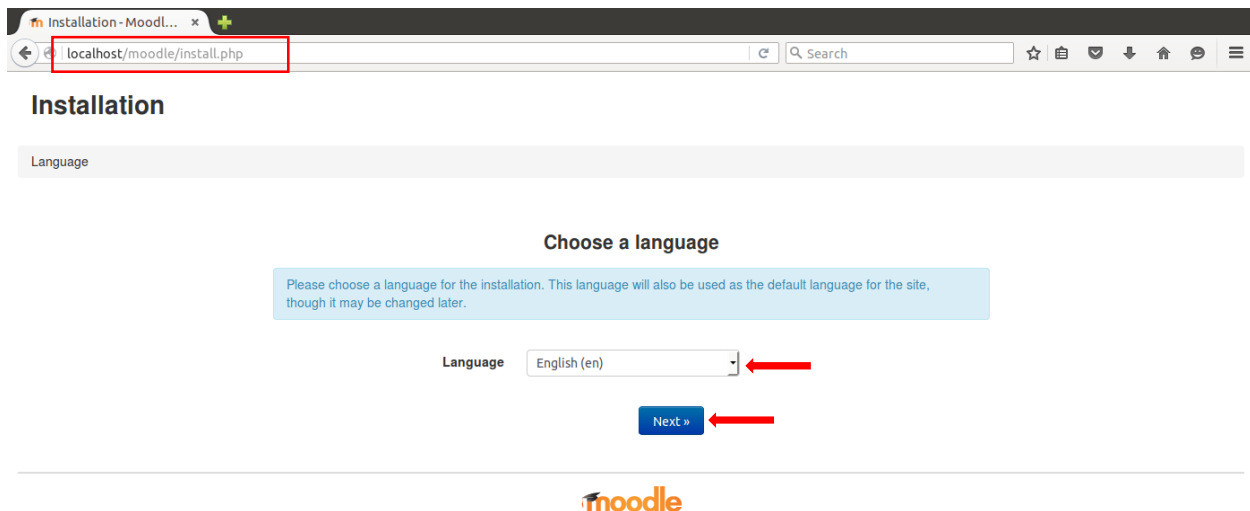 Installation - Moodl...
localhost/moodle/install.php
Search
Installation
Language
Choose a language
Please choose a language for the installation. This language will also be used as the default language for the site,
though it may be changed later.
Language English (en)
Next »
moodle